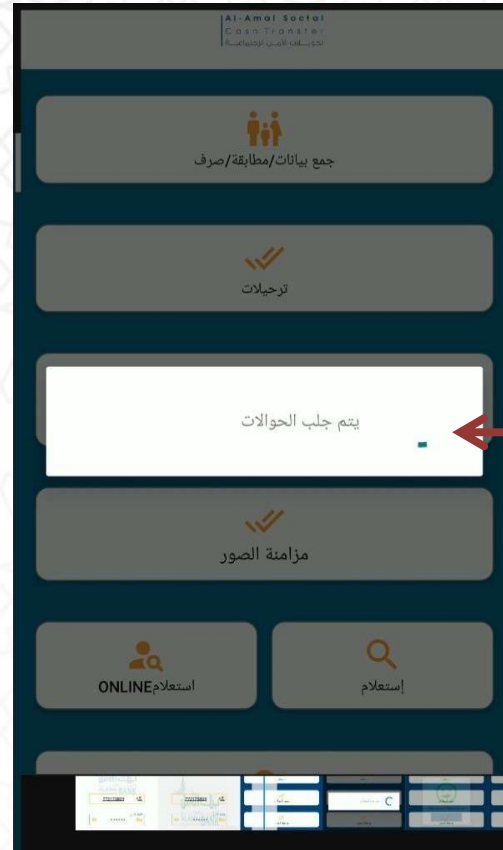 Al-Amal Social
Cash Transfer
جمع بيانات/مطابقة/صرف
ترحيلات
يتم جلب الحوالات
مزامنة الصور
استعلامONLINE
إستعلام